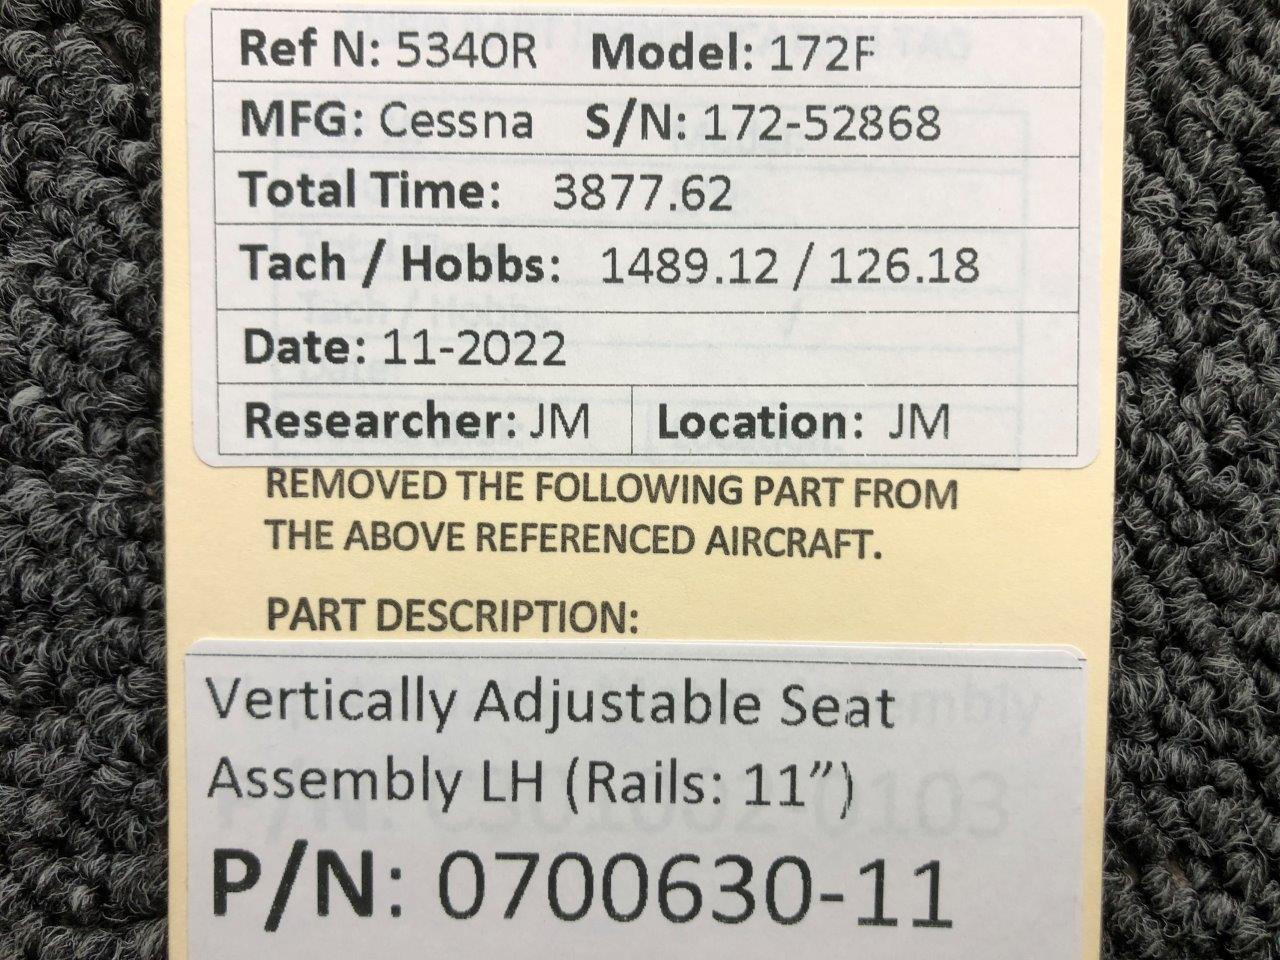 Ref N: 5340R Model: 172F
MFG: Cessna S/N: 172-52868
Total Time: 3877.62
Tach / Hobbs: 1489.12 / 126.18
Date: 11-2022
Researcher: JM Location: JM
REMOVED THE FOLLOWING PART FROM
THE ABOVE REFERENCED AIRCRAFT.
PART DESCRIPTION:
Vertically Adjustable Seat
Assembly LH (Rails: 11”)
P/N: 0700630-11